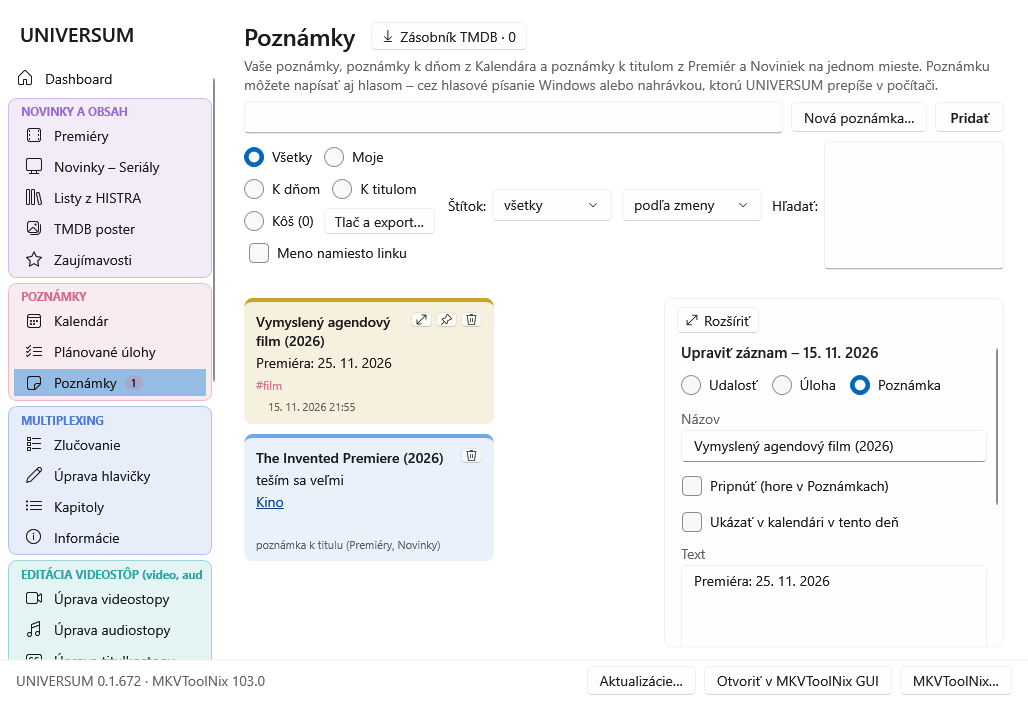 UNIVERSUM
Dashboard
NOVINKY A OBSAH
Premiéry
Novinky – Seriály
Listy z HISTRA
TMDB poster
Zaujímavosti
POZNÁMKY
Kalendár
Plánované úlohy
Poznámky 1
MULTIPLEXING
Zlučovanie
Úprava hlavičky
Kapitoly
Informácie
EDITÁCIA VIDEOSTÔP (video, aud
Úprava videostopy
Úprava audiostopy
Poznámky
Zásobník TMDB · 0
Vaše poznámky, poznámky k dňom z Kalendára a poznámky k titulom z Premiér a Noviniek na jednom mieste. Poznámku
môžete napísať aj hlasom – cez hlasové písanie Windows alebo nahrávkou, ktorú UNIVERSUM prepíše v počítači.
Nová poznámka...
Pridať
Všetky
Moje
K dňom
K titulom
Kôš (0)
Tlač a export...
Meno namiesto linku
Štítok:
všetky
podľa zmeny
Hľadať:
Vymyslený agendový
film (2026)
Premiéra: 25. 11. 2026
#film
15. 11. 2026 21:55
The Invented Premiere (2026)
teším sa veľmi
Kino
poznámka k titulu (Premiéry, Novinky)
Rozšíriť
Upraviť záznam – 15. 11. 2026
Udalosť
Úloha
Poznámka
Názov
Vymyslený agendový film (2026)
Pripnúť (hore v Poznámkach)
Ukázať v kalendári v tento deň
Text
Premiéra: 25. 11. 2026
UNIVERSUM 0.1.672 · MKVToolNix 103.0
Aktualizácie...
Otvoriť v MKVToolNix GUI
MKVToolNix...